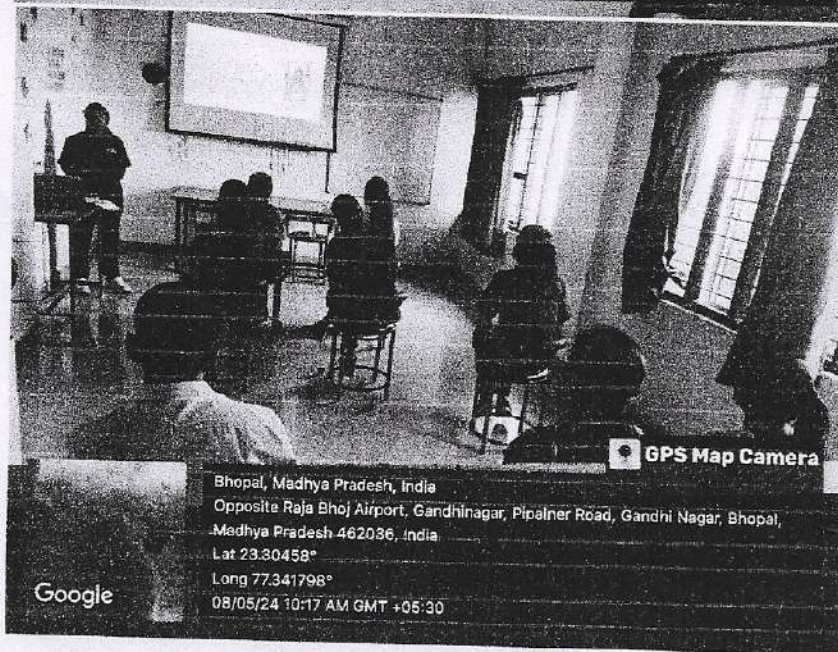 GPS Map Camera
Bhopal, Madhya Pradesh, India
Opposite Raja Bhoj Airport, Gandhinagar, Pipalner Road, Gandhi Nagar, Bhopal,
Madhya Pradesh 462036, India
Lat 23.30458°
Long 77.341798°
08/05/24 10:17 AM GMT +05:30
Google